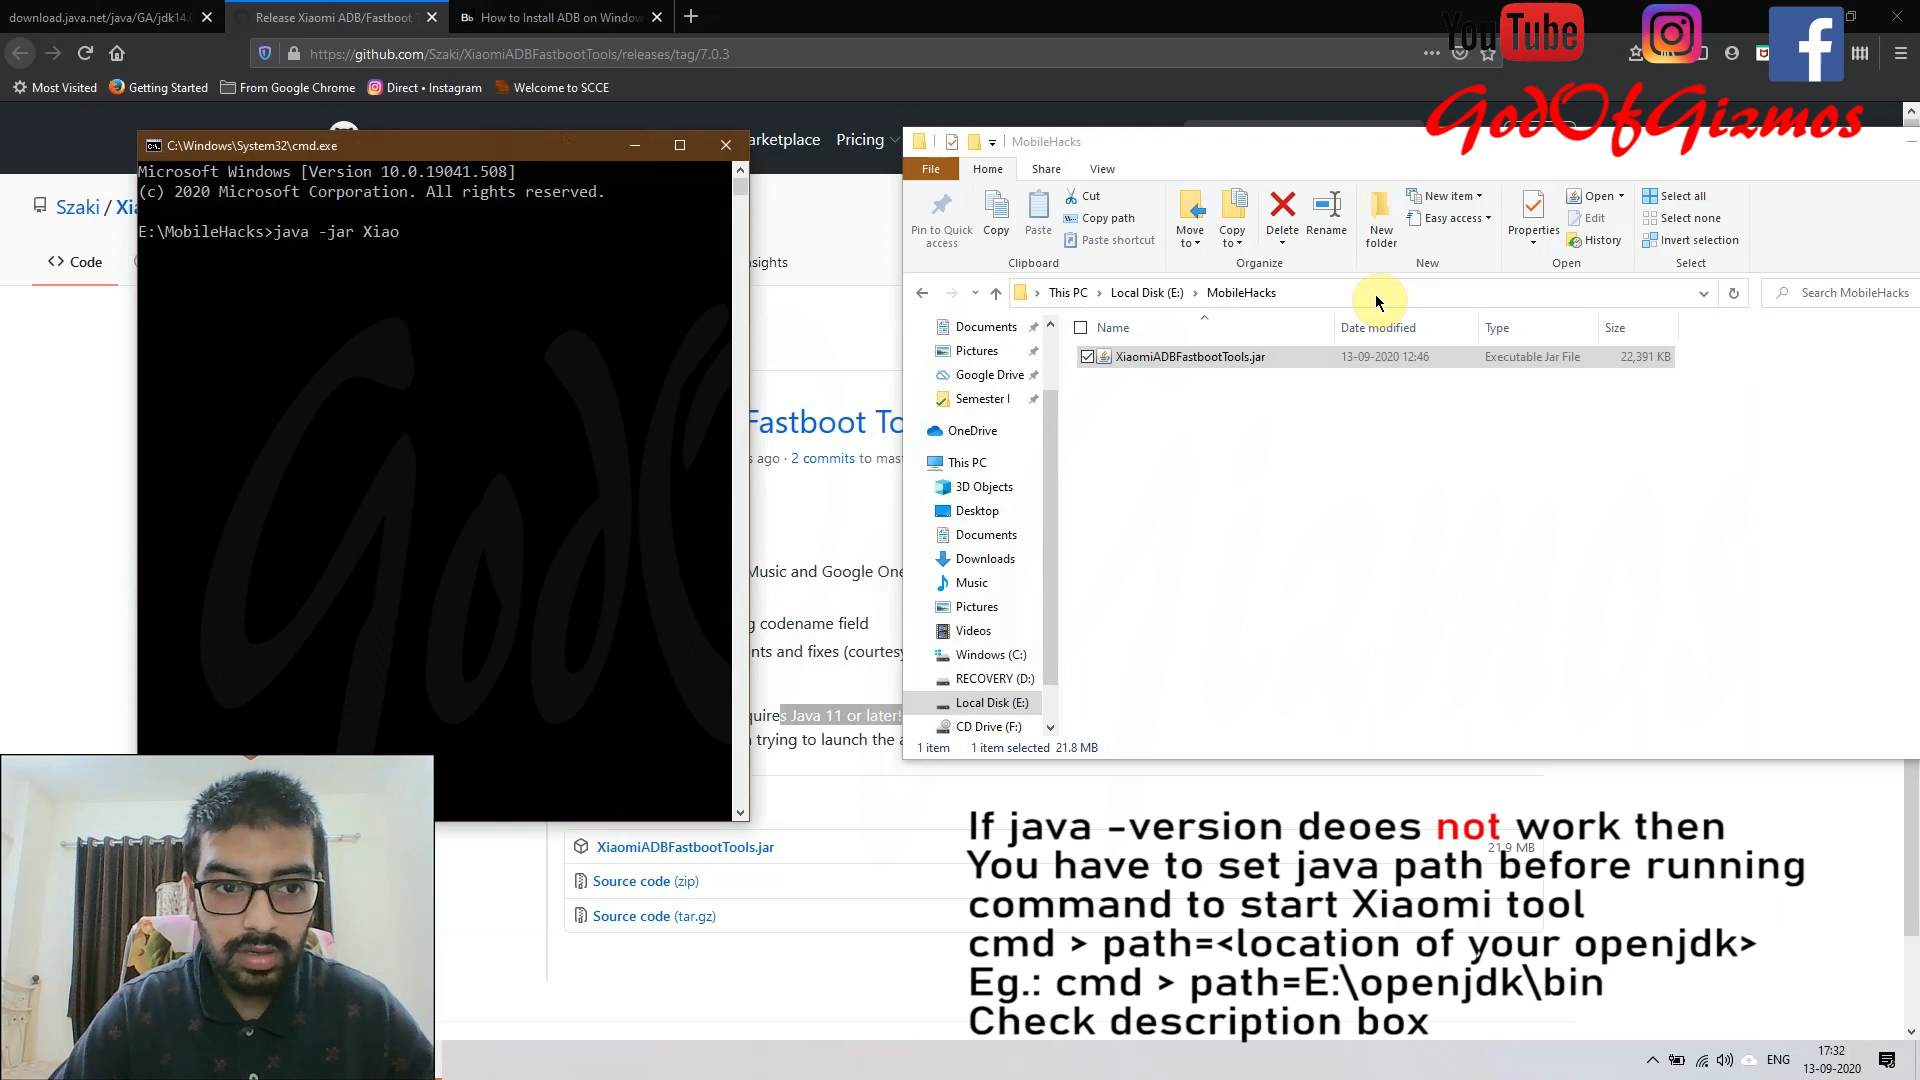 download.java.net/java/GA/jdk14.
Release Xiaomi ADB/Fastboot
How to Install ADB on Window
https://github.com/Szaki/XiaomiADBFastbootTools/releases/tag/7.0.3
Most Visited
Getting Started
From Google Chrome
Direct • Instagram
Welcome to SCCE
YouTube
GodOfGizmos
arketplace
Pricing
Szaki / Xia
<> Code
nsights
C:\Windows\System32\cmd.exe
Microsoft Windows [Version 10.0.19041.508]
(c) 2020 Microsoft Corporation. All rights reserved.
E:\MobileHacks>java -jar Xiao
Fastboot To
s ago · 2 commits to mas
Music and Google One
g codename field
nts and fixes (courtesy
quires Java 11 or later!
trying to launch the a
MobileHacks
File
Home
Share
View
Pin to Quick access
Copy
Paste
Cut
Copy path
Paste shortcut
Move to
Copy to
Delete
Rename
New folder
New item
Easy access
Properties
Open
Edit
History
Select all
Select none
Invert selection
Clipboard
Organize
New
Open
Select
This PC > Local Disk (E:) > MobileHacks
Search MobileHacks
Name
Date modified
Type
Size
XiaomiADBFastbootTools.jar
13-09-2020 12:46
Executable Jar File
22,391 KB
Documents
Pictures
Google Drive
Semester I
OneDrive
This PC
3D Objects
Desktop
Documents
Downloads
Music
Pictures
Videos
Windows (C:)
RECOVERY (D:)
Local Disk (E:)
CD Drive (F:)
1 item
1 item selected 21.8 MB
XiaomiADBFastbootTools.jar
21.9 MB
Source code (zip)
Source code (tar.gz)
If java -version deoes not work then
You have to set java path before running
command to start Xiaomi tool
cmd > path=<location of your openjdk>
Eg.: cmd > path=E:\openjdk\bin
Check description box
ENG
17:32
13-09-2020